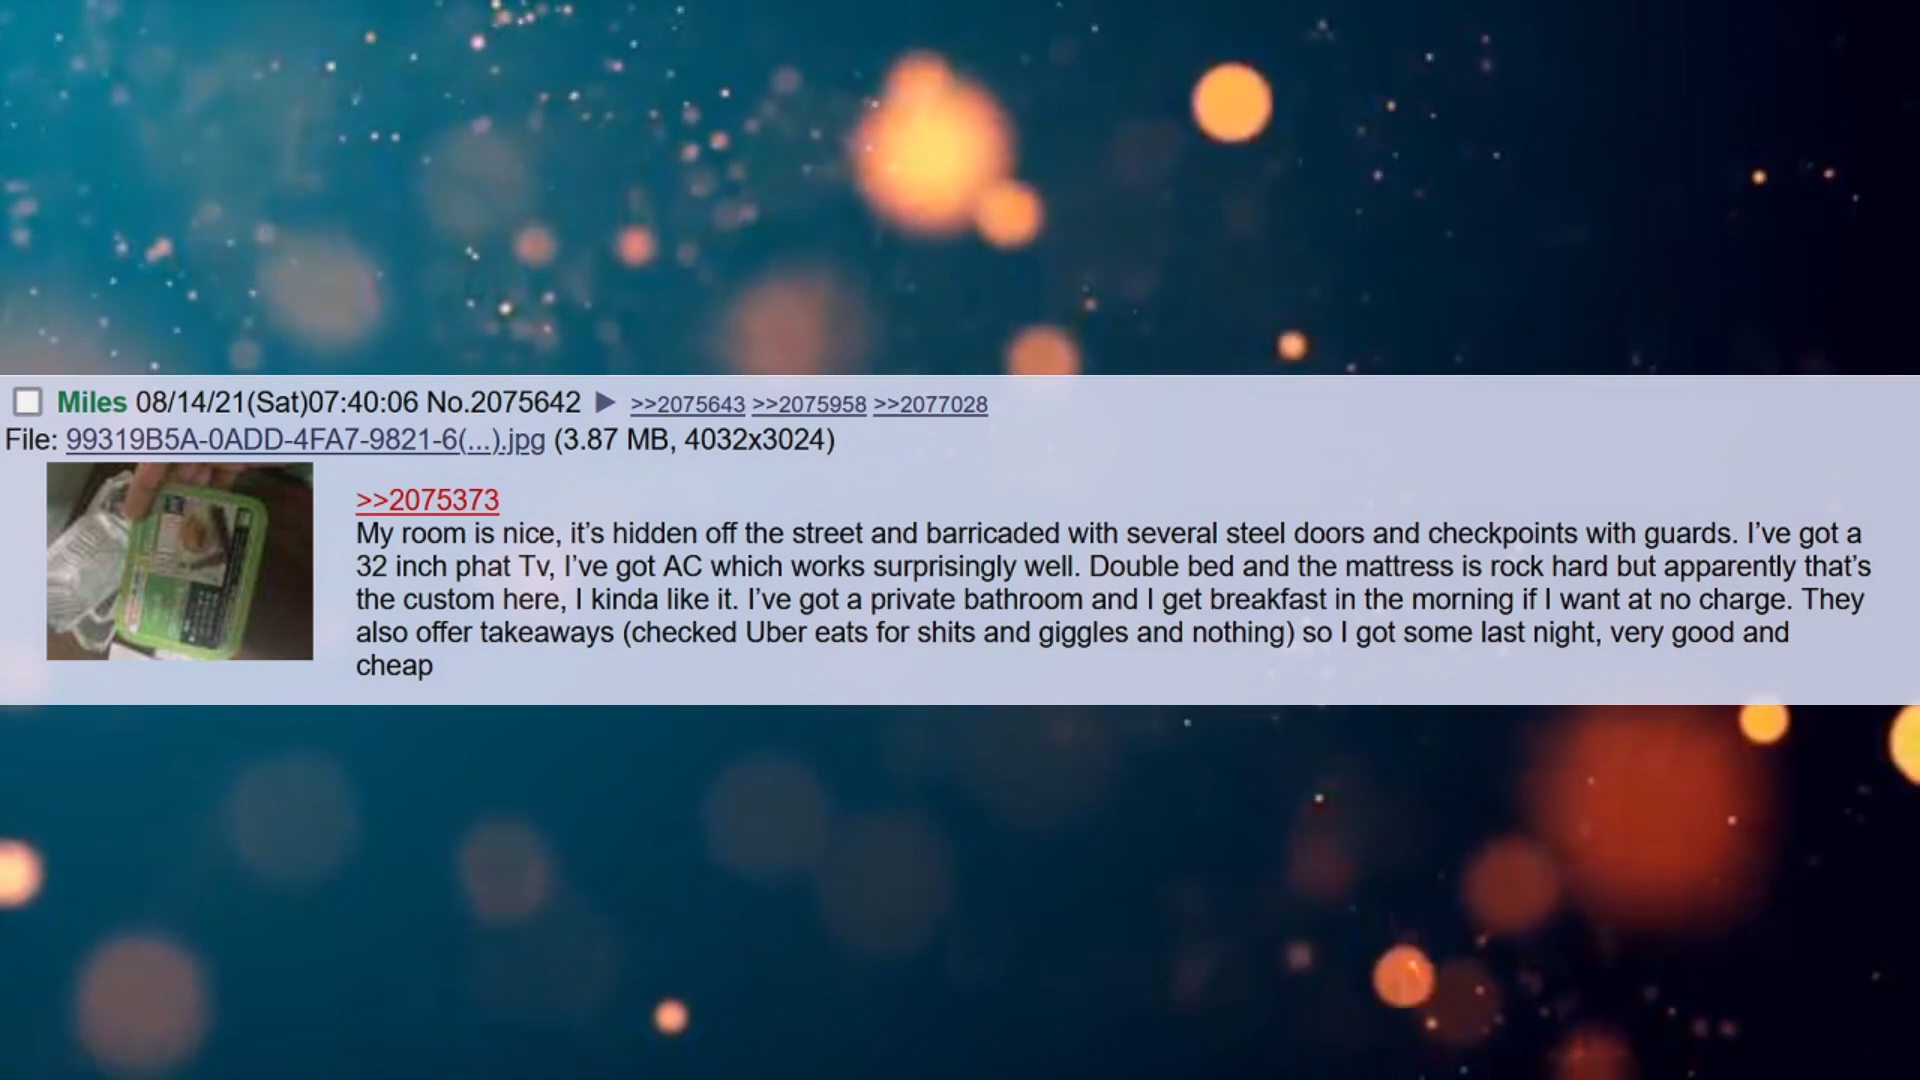 Miles 08/14/21(Sat)07:40:06 No.2075642 ▶ >>2075643 >>2075958 >>2077028
File: 99319B5A-0ADD-4FA7-9821-6(...).jpg (3.87 MB, 4032x3024)
>>2075373
My room is nice, it’s hidden off the street and barricaded with several steel doors and checkpoints with guards. I’ve got a
32 inch phat Tv, I’ve got AC which works surprisingly well. Double bed and the mattress is rock hard but apparently that’s
the custom here, I kinda like it. I’ve got a private bathroom and I get breakfast in the morning if I want at no charge. They
also offer takeaways (checked Uber eats for shits and giggles and nothing) so I got some last night, very good and
cheap